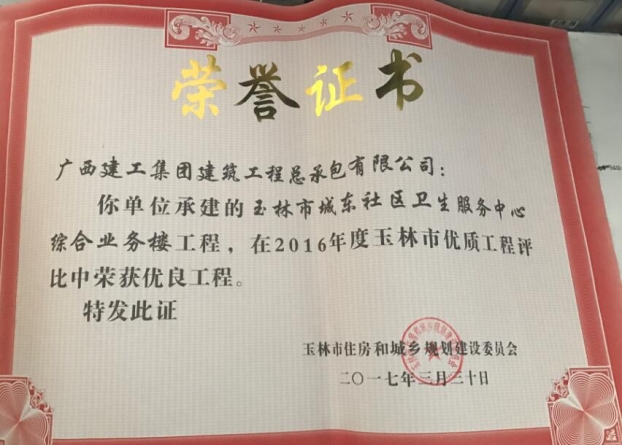 荣誉证书
广西建工集团建筑工程总承包有限公司：
你单位承建的玉林市城东社区卫生服务中心
综合业务楼工程，在2016年度玉林市优质工程评
比中荣获优良工程。
特发此证
玉林市住房和城乡规划建设委员会
二〇一七年三月三十日